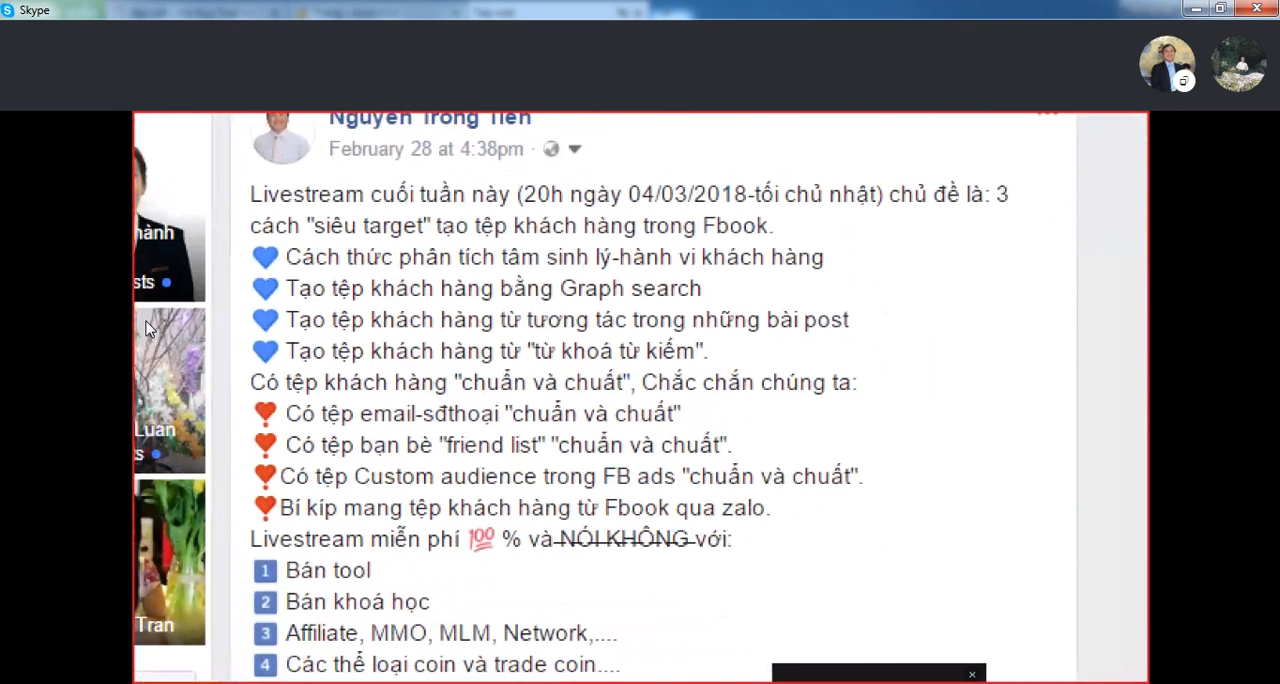 Skype
Nguyễn Trọng Tiến
February 28 at 4:38pm ·
Livestream cuối tuần này (20h ngày 04/03/2018-tối chủ nhật) chủ đề là: 3
cách "siêu target" tạo tệp khách hàng trong Fbook.
💙 Cách thức phân tích tâm sinh lý-hành vi khách hàng
💙 Tạo tệp khách hàng bằng Graph search
💙 Tạo tệp khách hàng từ tương tác trong những bài post
💙 Tạo tệp khách hàng từ "từ khoá từ kiếm".
Có tệp khách hàng "chuẩn và chuất", Chắc chắn chúng ta:
❣ Có tệp email-sđthoại "chuẩn và chuất"
❣ Có tệp bạn bè "friend list" "chuẩn và chuất".
❣Có tệp Custom audience trong FB ads "chuẩn và chuất".
❣Bí kíp mang tệp khách hàng từ Fbook qua zalo.
Livestream miễn phí 💯 % và NÓI KHÔNG với:
1 Bán tool
2 Bán khoá học
3 Affiliate, MMO, MLM, Network,....
4 Các thể loại coin và trade coin....
hành
sts
Luan
s
Tran